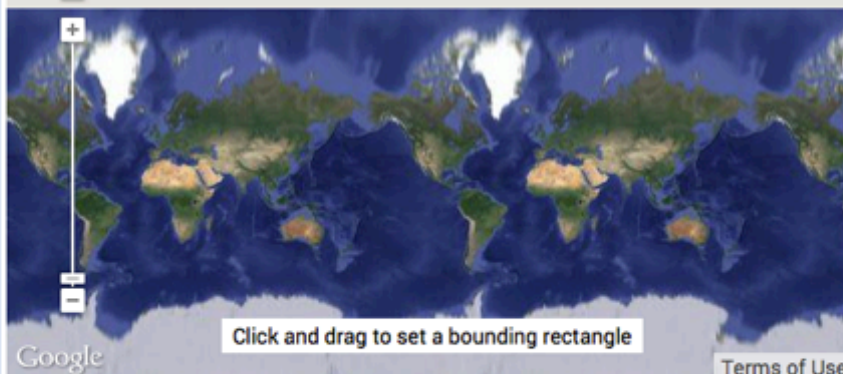 +
−
Click and drag to set a bounding rectangle
Google
Terms of Use